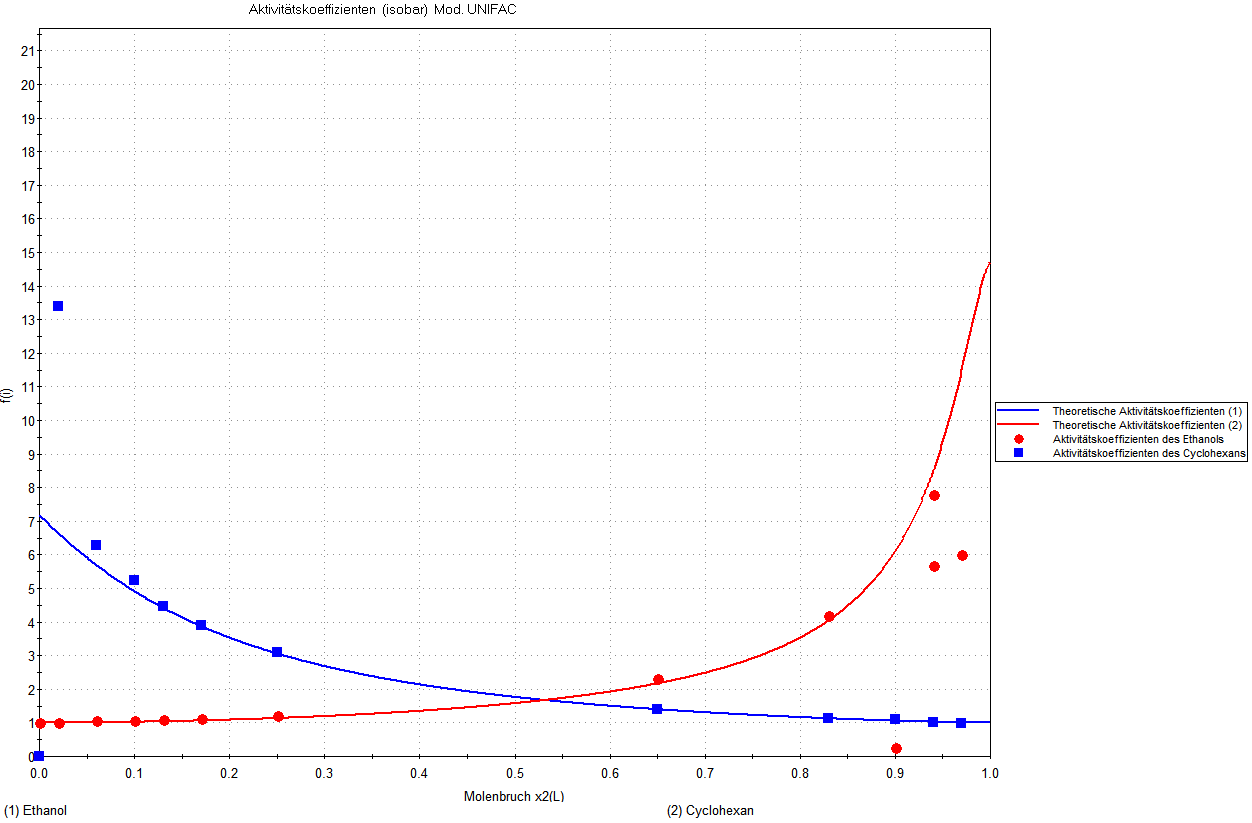 Aktivitätskoeffizienten (isobar) Mod. UNIFAC
21
20
19
18
17
16
15
14
13
12
11
10
9
8
7
6
5
4
3
2
1
0
f(i)
0.0 0.1 0.2 0.3 0.4 0.5 0.6 0.7 0.8 0.9 1.0
Molenbruch x2(L)
(1) Ethanol (2) Cyclohexan
Theoretische Aktivitätskoeffizienten (1)
Theoretische Aktivitätskoeffizienten (2)
Aktivitätskoeffizienten des Ethanols
Aktivitätskoeffizienten des Cyclohexans